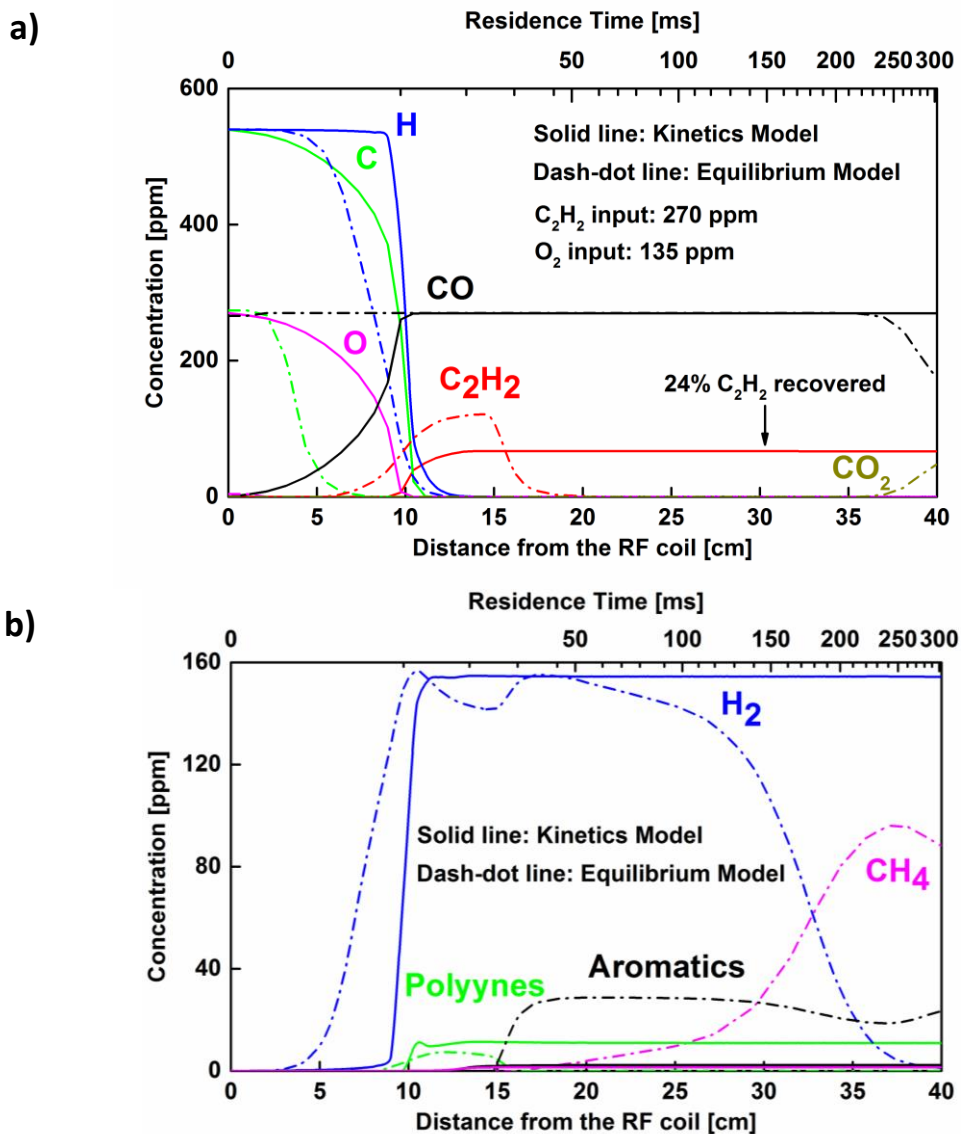 a)
Residence Time [ms]
0 50 100 150 200 250 300
600
400
200
0
Concentration [ppm]
H
C
Solid line: Kinetics Model
Dash-dot line: Equilibrium Model
C₂H₂ input: 270 ppm
O₂ input: 135 ppm
CO
O
C₂H₂
24% C₂H₂ recovered
CO₂
0 5 10 15 20 25 30 35 40
Distance from the RF coil [cm]
b)
Residence Time [ms]
0 50 100 150 200 250 300
160
120
80
40
0
Concentration [ppm]
H₂
Solid line: Kinetics Model
Dash-dot line: Equilibrium Model
CH₄
Aromatics
Polyynes
0 5 10 15 20 25 30 35 40
Distance from the RF coil [cm]